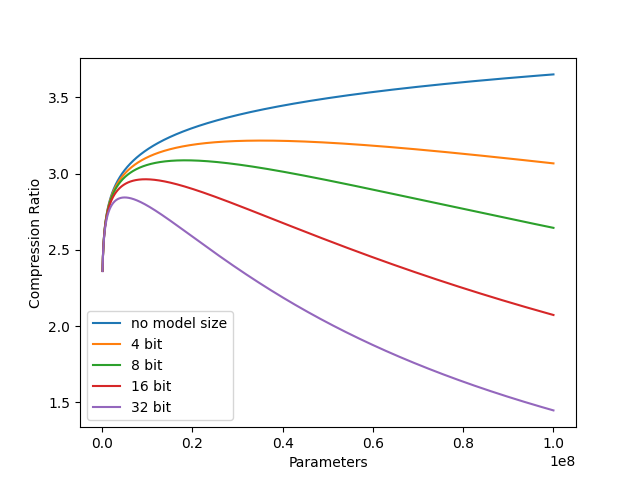 3.5
3.0
2.5
2.0
1.5
Compression Ratio
no model size
4 bit
8 bit
16 bit
32 bit
0.0 0.2 0.4 0.6 0.8 1.0
1e8
Parameters